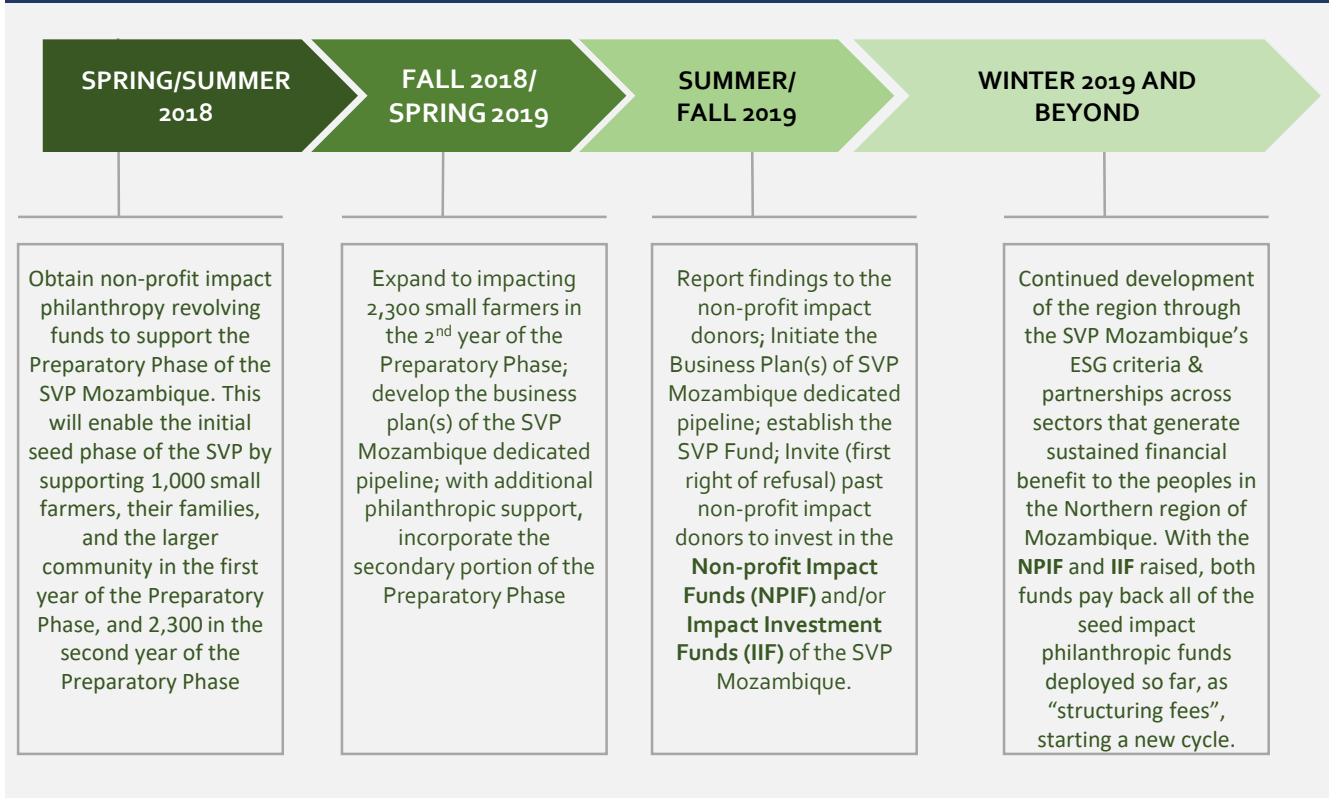 SPRING/SUMMER
2018
FALL 2018/
SPRING 2019
SUMMER/
FALL 2019
WINTER 2019 AND
BEYOND
Obtain non-profit impact
philanthropy revolving
funds to support the
Preparatory Phase of the
SVP Mozambique. This
will enable the initial
seed phase of the SVP by
supporting 1,000 small
farmers, their families,
and the larger
community in the first
year of the Preparatory
Phase, and 2,300 in the
second year of the
Preparatory Phase
Expand to impacting
2,300 small farmers in
the 2nd year of the
Preparatory Phase;
develop the business
plan(s) of the SVP
Mozambique dedicated
pipeline; with additional
philanthropic support,
incorporate the
secondary portion of the
Preparatory Phase
Report findings to the
non-profit impact
donors; Initiate the
Business Plan(s) of SVP
Mozambique dedicated
pipeline; establish the
SVP Fund; Invite (first
right of refusal) past
non-profit impact
donors to invest in the
Non-profit Impact
Funds (NPIF) and/or
Impact Investment
Funds (IIF) of the SVP
Mozambique.
Continued development
of the region through
the SVP Mozambique's
ESG criteria &
partnerships across
sectors that generate
sustained financial
benefit to the peoples in
the Northern region of
Mozambique. With the
NPIF and IIF raised, both
funds pay back all of the
seed impact
philanthropic funds
deployed so far, as
“structuring fees”,
starting a new cycle.